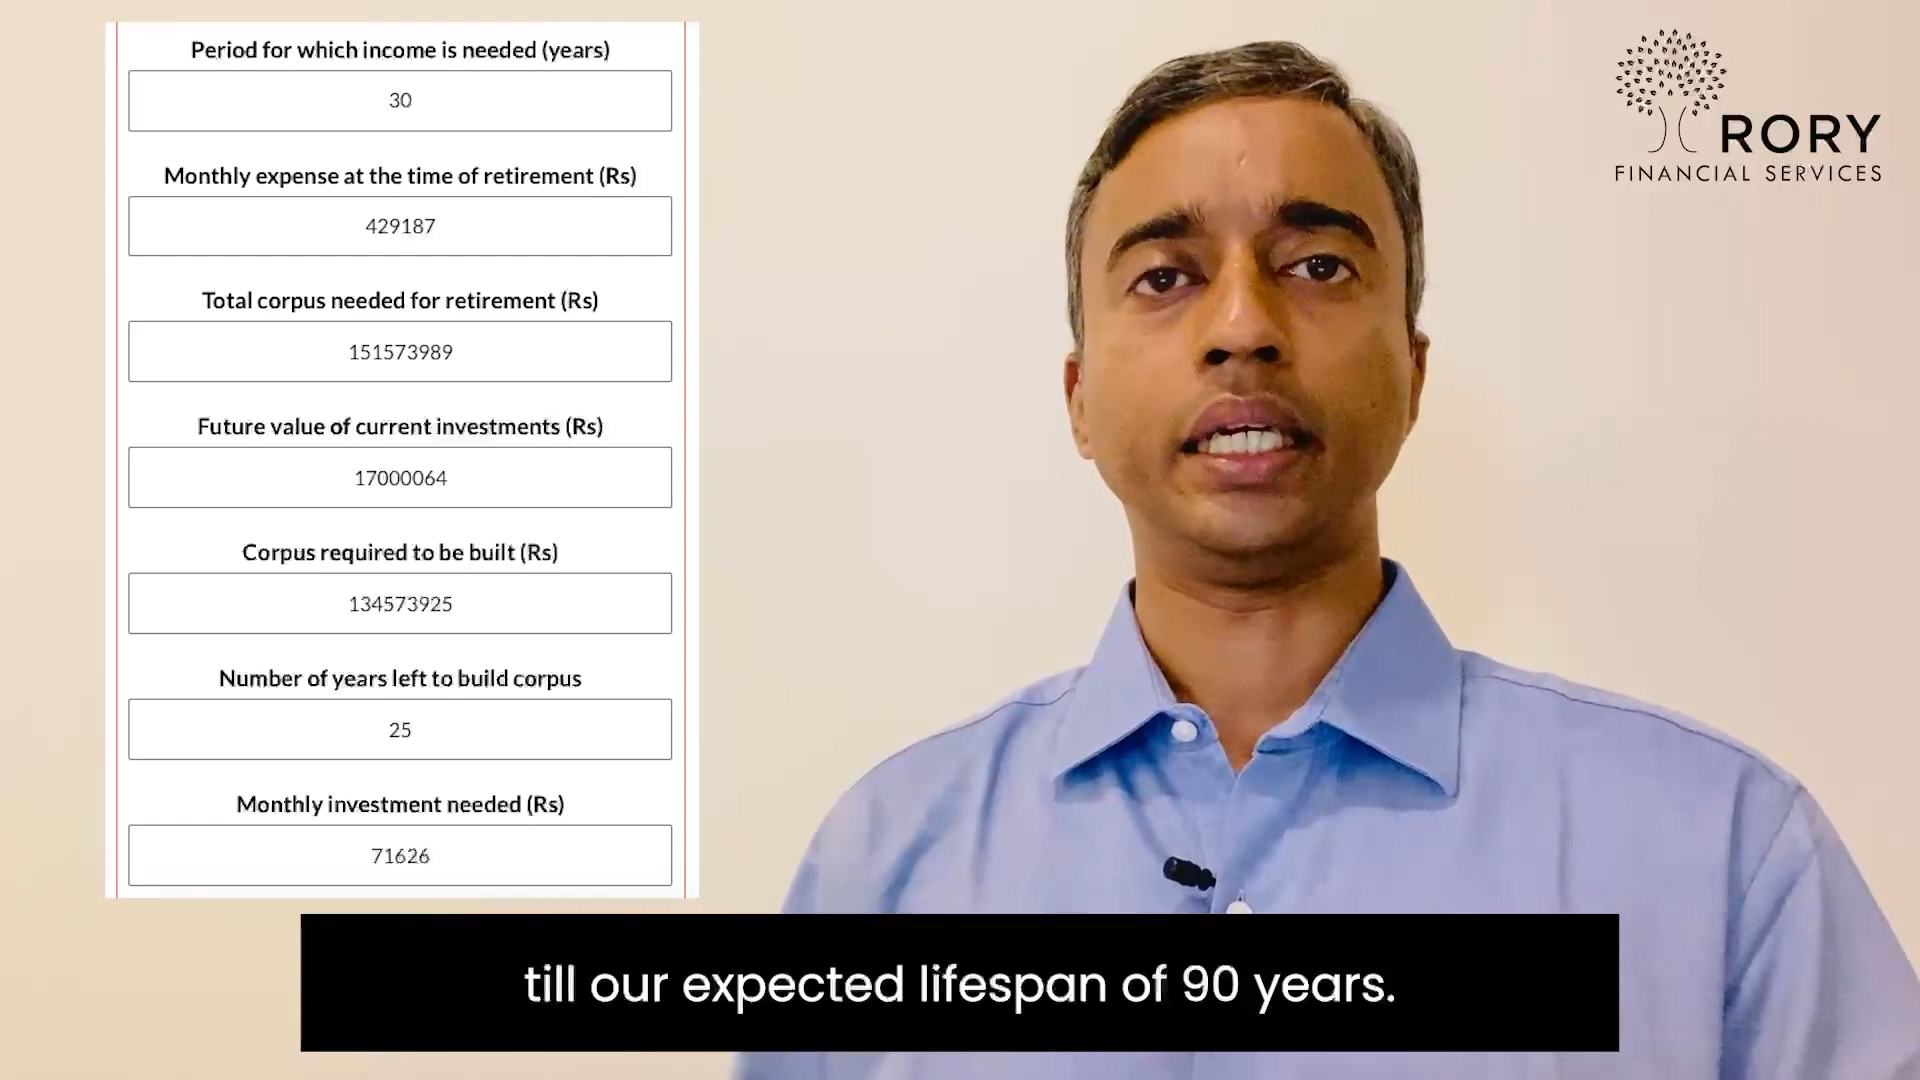 Period for which income is needed (years)
30
Monthly expense at the time of retirement (Rs)
429187
Total corpus needed for retirement (Rs)
151573989
Future value of current investments (Rs)
17000064
Corpus required to be built (Rs)
134573925
Number of years left to build corpus
25
Monthly investment needed (Rs)
71626
RORY
FINANCIAL SERVICES
till our expected lifespan of 90 years.